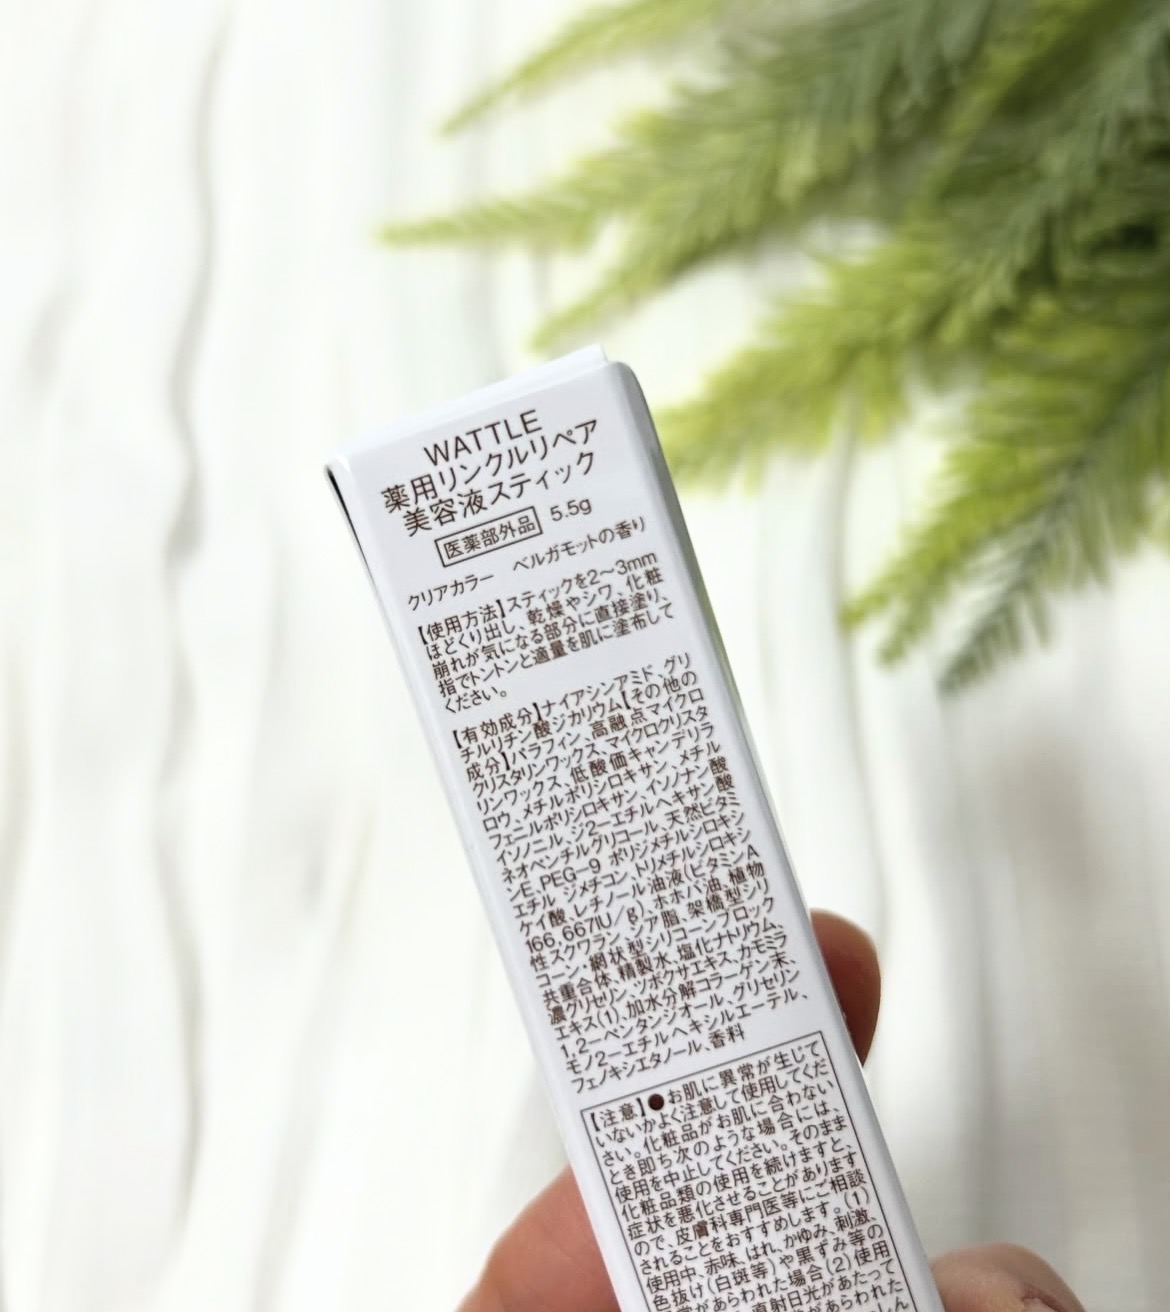 WATTLE
薬用リンクルリペア
美容液スティック
医薬部外品 5.5g
クリアカラー ベルガモットの香り
【使用方法】スティックを2〜3mm
ほどくり出し、乾燥やシワ、化粧
崩れが気になる部分に直接塗り、
指でトントンと適量を肌に塗布して
ください。
【有効成分】ナイアシンアミド、グリ
チルリチン酸ジカリウム【その他の
成分】パラフィン、高融点マイクロ
クリスタリンワックス、マイクロクリスタ
リンワックス、低酸価キャンデリラ
ロウ、メチルポリシロキサン、メチル
フェニルポリシロキサン、イソノナン酸
イソノニル、ジ2－エチルヘキサン酸
ネオペンチルグリコール、天然ビタミ
ンE、PEG－9 ポリジメチルシロキシ
エチル ジメチコン、トリメチルシロキシ
ケイ酸、レチノール油液(ビタミンA
166,667IU/g)、ホホバ油、植物
性スクワラン、シア脂、架橋型シリ
コーン・網状型シリコーンブロック
共重合体、精製水、塩化ナトリウム、
濃グリセリン、ツボクサエキス、カモミラ
エキス(1)、加水分解コラーゲン末、
1,2－ペンタンジオール、グリセリン
モノ2－エチルヘキシルエーテル、
フェノキシエタノール、香料
【注意】●お肌に異常が生じて
いないかよく注意して使用してくだ
さい。化粧品がお肌に合わない
とき即ち次のような場合には、
使用を中止してください。そのまま
化粧品類の使用を続けますと、
症状を悪化させることがあります
ので、皮膚科専門医等にご相談
されることをおすすめします。(1)
使用中、赤味、はれ、かゆみ、刺激、
色抜け(白斑等)や黒ずみ等の
があらわれた場合(2)使用
直射日光があたって
があらわれた